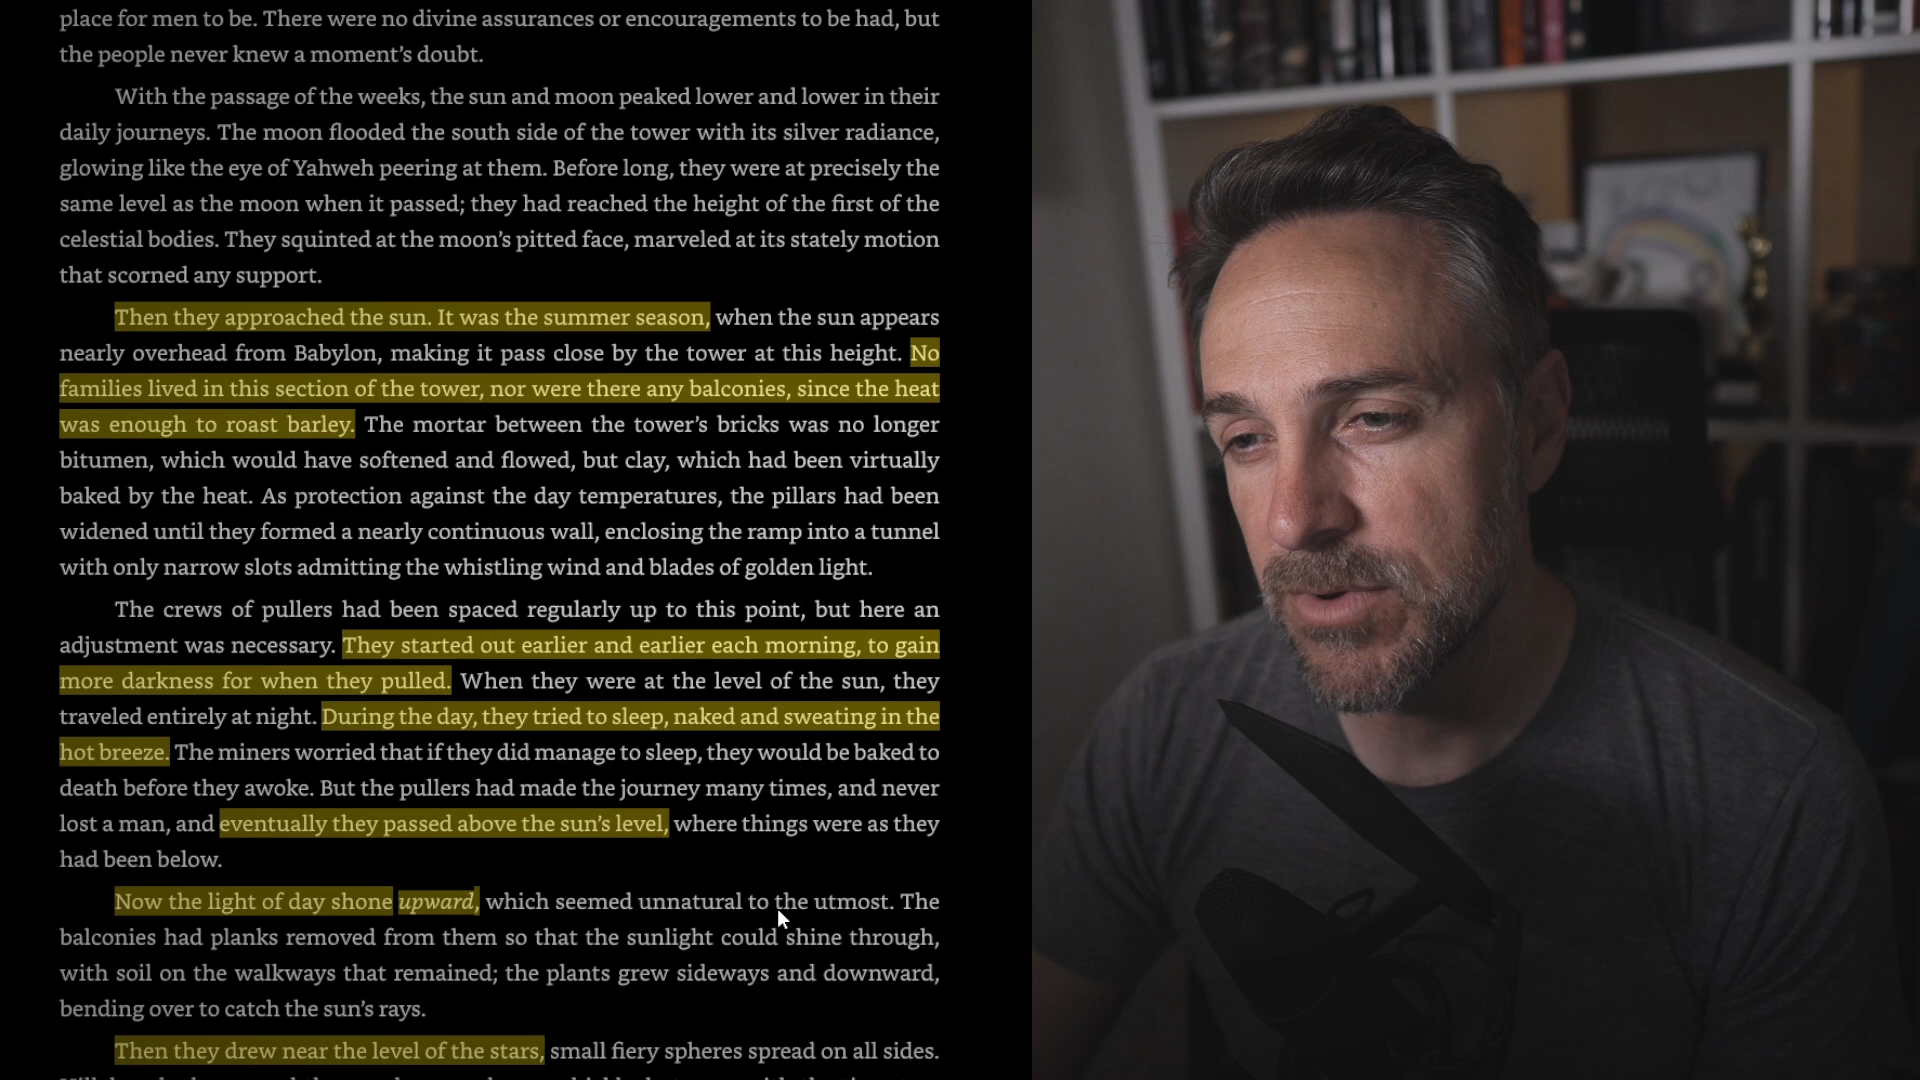 place for men to be. There were no divine assurances or encouragements to be had, but
the people never knew a moment’s doubt.
With the passage of the weeks, the sun and moon peaked lower and lower in their
daily journeys. The moon flooded the south side of the tower with its silver radiance,
glowing like the eye of Yahweh peering at them. Before long, they were at precisely the
same level as the moon when it passed; they had reached the height of the first of the
celestial bodies. They squinted at the moon’s pitted face, marveled at its stately motion
that scorned any support.
Then they approached the sun. It was the summer season, when the sun appears
nearly overhead from Babylon, making it pass close by the tower at this height. No
families lived in this section of the tower, nor were there any balconies, since the heat
was enough to roast barley. The mortar between the tower’s bricks was no longer
bitumen, which would have softened and flowed, but clay, which had been virtually
baked by the heat. As protection against the day temperatures, the pillars had been
widened until they formed a nearly continuous wall, enclosing the ramp into a tunnel
with only narrow slots admitting the whistling wind and blades of golden light.
The crews of pullers had been spaced regularly up to this point, but here an
adjustment was necessary. They started out earlier and earlier each morning, to gain
more darkness for when they pulled. When they were at the level of the sun, they
traveled entirely at night. During the day, they tried to sleep, naked and sweating in the
hot breeze. The miners worried that if they did manage to sleep, they would be baked to
death before they awoke. But the pullers had made the journey many times, and never
lost a man, and eventually they passed above the sun’s level, where things were as they
had been below.
Now the light of day shone upward, which seemed unnatural to the utmost. The
balconies had planks removed from them so that the sunlight could shine through,
with soil on the walkways that remained; the plants grew sideways and downward,
bending over to catch the sun’s rays.
Then they drew near the level of the stars, small fiery spheres spread on all sides.